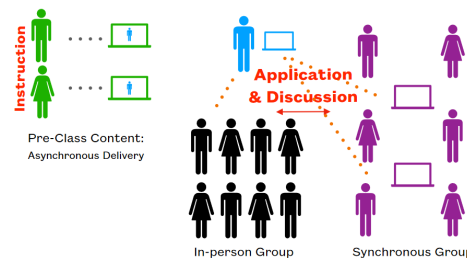 Instruction
Pre-Class Content:
Asynchronous Delivery
Application
& Discussion
In-person Group
Synchronous Group